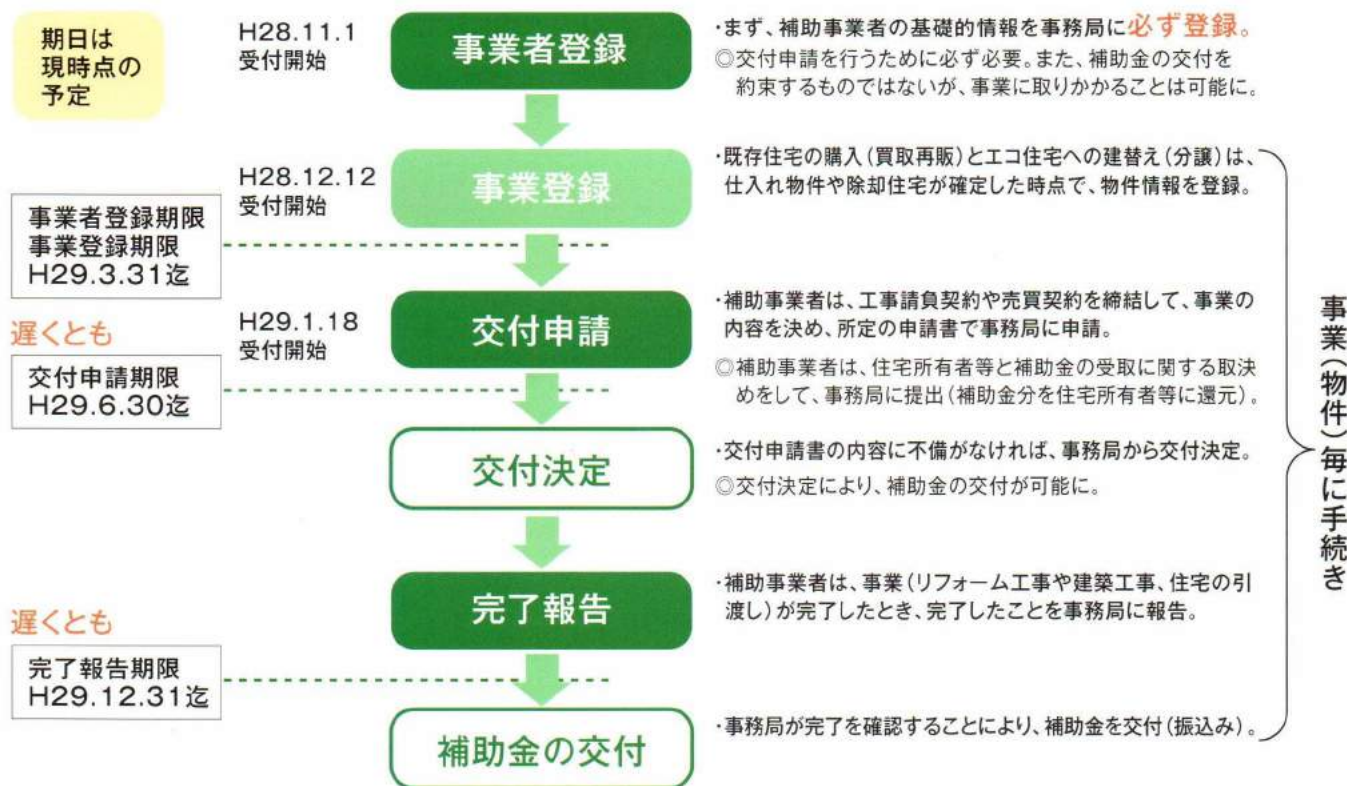 期日は
現時点の
予定
H28.11.1
受付開始
事業者登録
・まず、補助事業者の基礎的情報を事務局に必ず登録。
◎交付申請を行うために必ず必要。また、補助金の交付を
約束するものではないが、事業に取りかかることは可能に。
H28.12.12
受付開始
事業登録
・既存住宅の購入（買取再販）とエコ住宅への建替え（分譲）は、
仕入れ物件や除却住宅が確定した時点で、物件情報を登録。
事業者登録期限
事業登録期限
H29.3.31迄
H29.1.18
受付開始
交付申請
・補助事業者は、工事請負契約や売買契約を締結して、事業の
内容を決め、所定の申請書で事務局に申請。
◎補助事業者は、住宅所有者等と補助金の受取に関する取決
めをして、事務局に提出（補助金分を住宅所有者等に還元）。
遅くとも
交付申請期限
H29.6.30迄
交付決定
・交付申請書の内容に不備がなければ、事務局から交付決定。
◎交付決定により、補助金の交付が可能に。
完了報告
・補助事業者は、事業（リフォーム工事や建築工事、住宅の引
渡し）が完了したとき、完了したことを事務局に報告。
遅くとも
完了報告期限
H29.12.31迄
補助金の交付
・事務局が完了を確認することにより、補助金を交付（振込み）。
事業（物件）毎に手続き